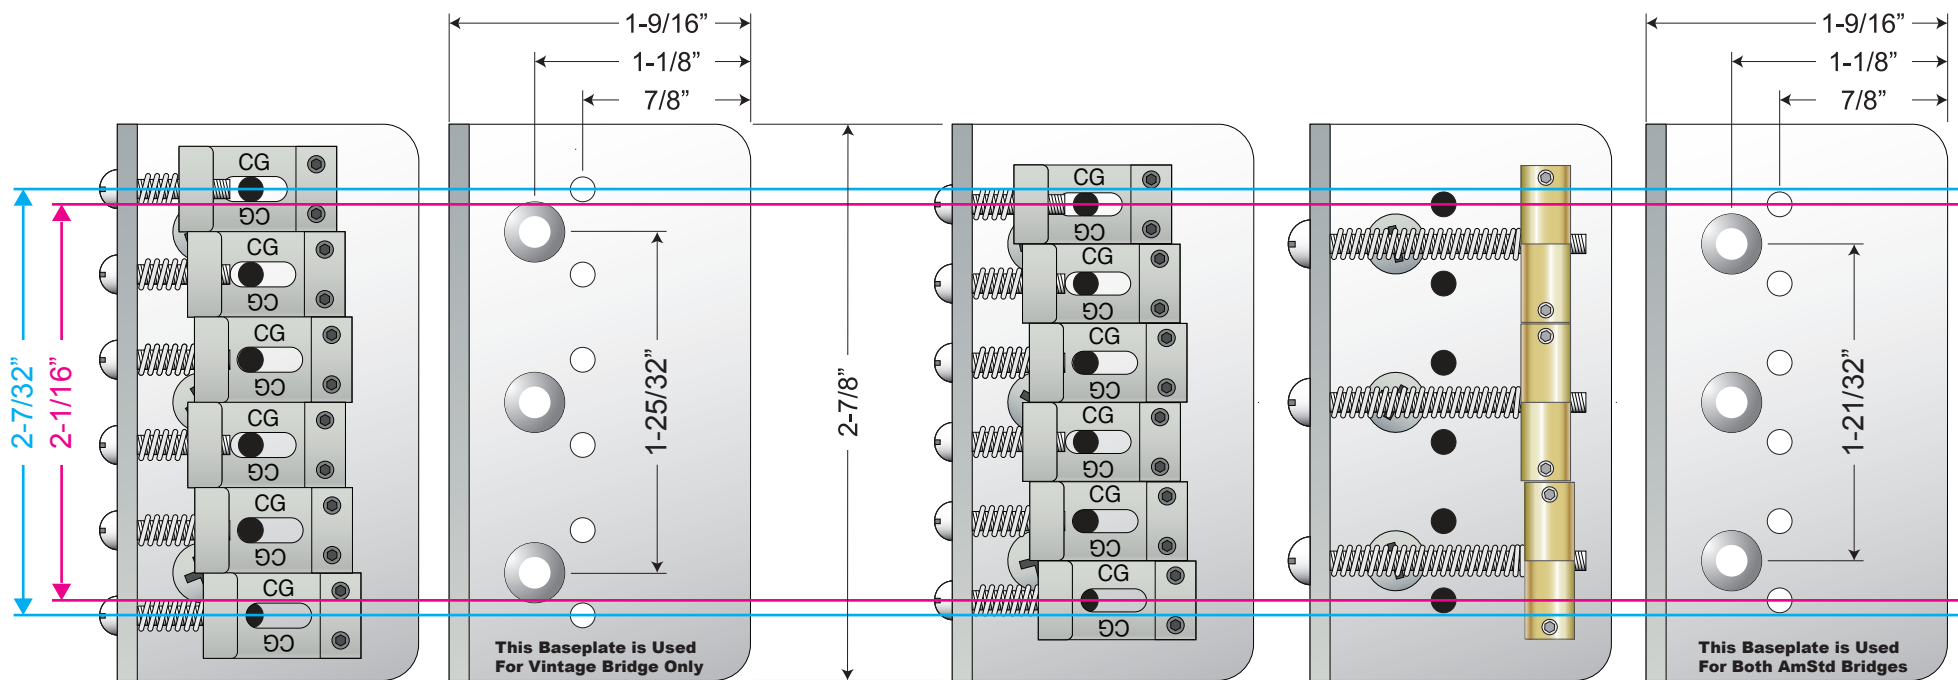 1-9/16”
1-1/8”
7/8”
1-9/16”
1-1/8”
7/8”
2-7/32”
2-1/16”
CG
CG
CG
CG
CG
CG
CG
CG
CG
CG
CG
CG
1-25/32”
This Baseplate is Used
For Vintage Bridge Only
2-7/8”
CG
CG
CG
CG
CG
CG
CG
CG
CG
CG
CG
CG
1-21/32”
This Baseplate is Used
For Both AmStd Bridges